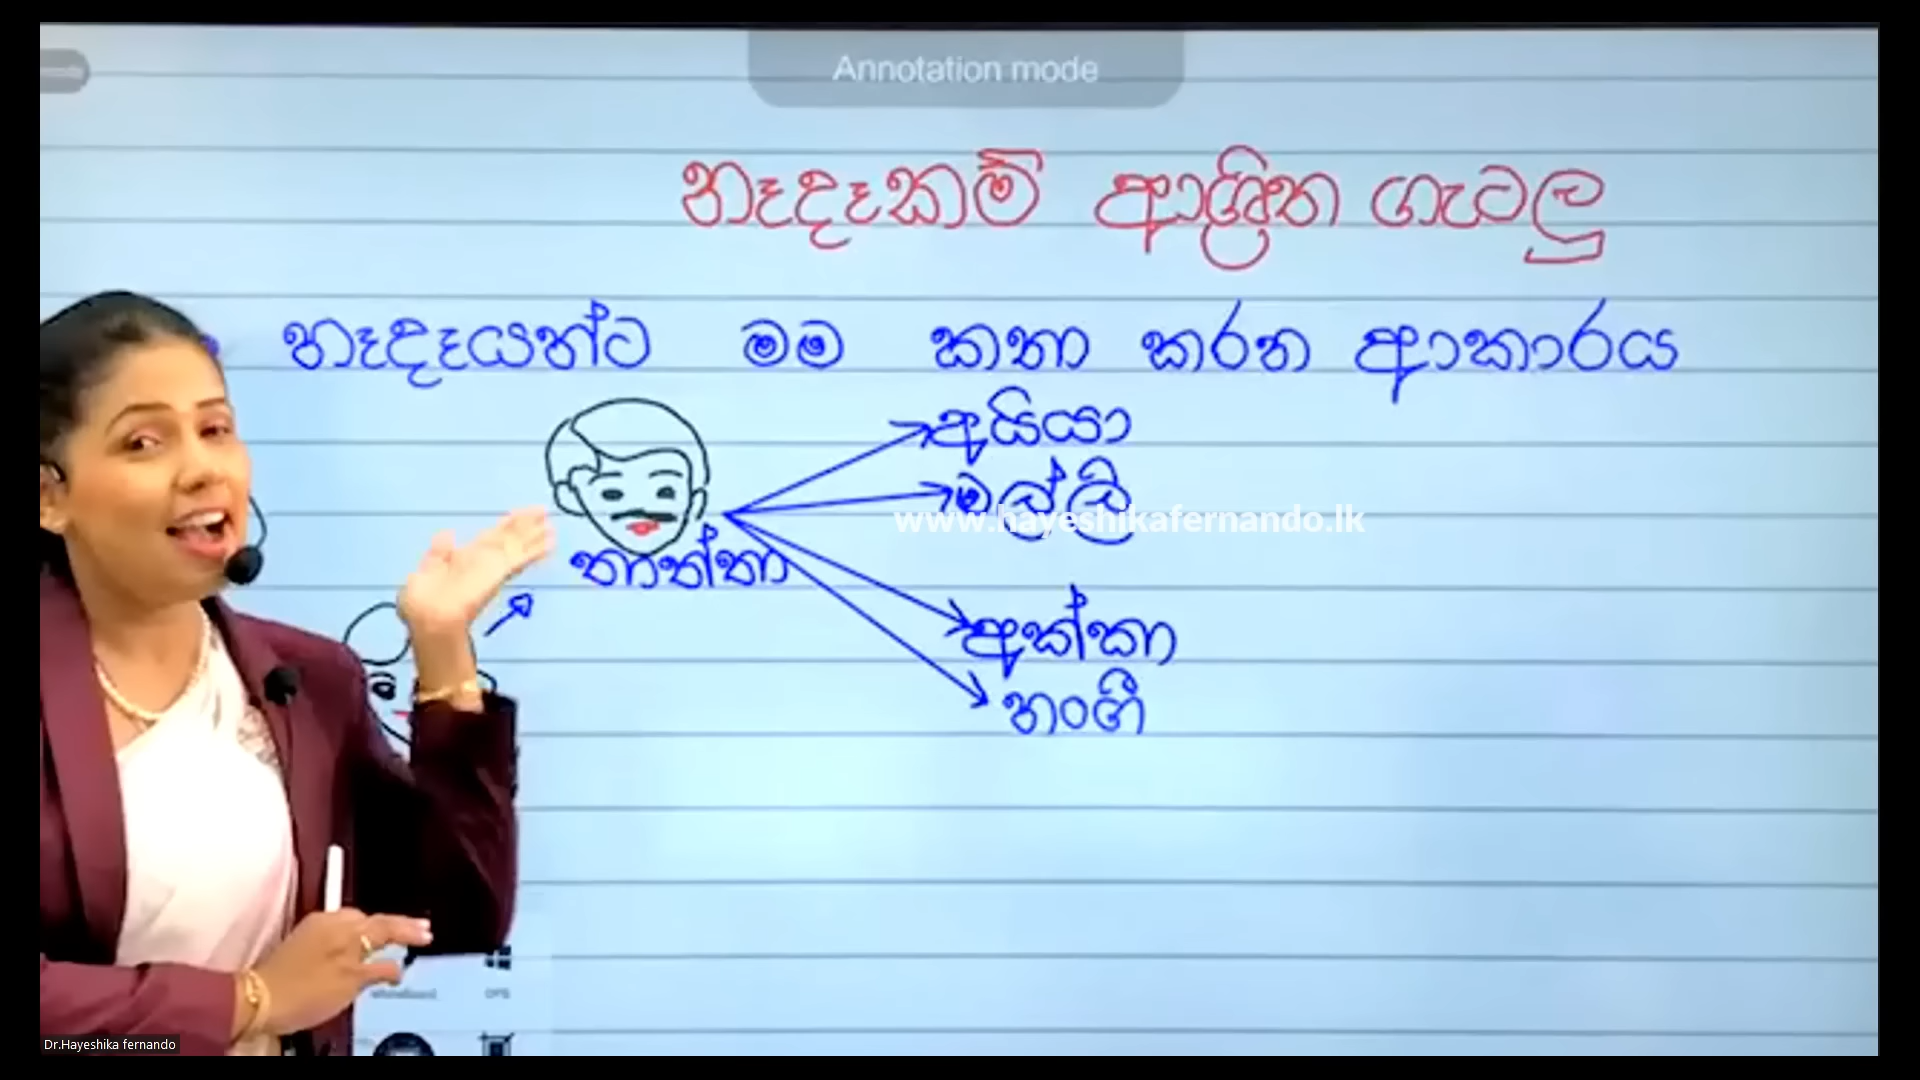 Annotation mode
නෑදෑකම් ආශ්‍රිත ගැටලු
නෑදෑයන්ට මම කතා කරන ආකාරය
අයියා
මල්ලි
www.hayeshikafernando.lk
තාත්තා
අක්කා
නංගී
Dr.Hayeshika fernando